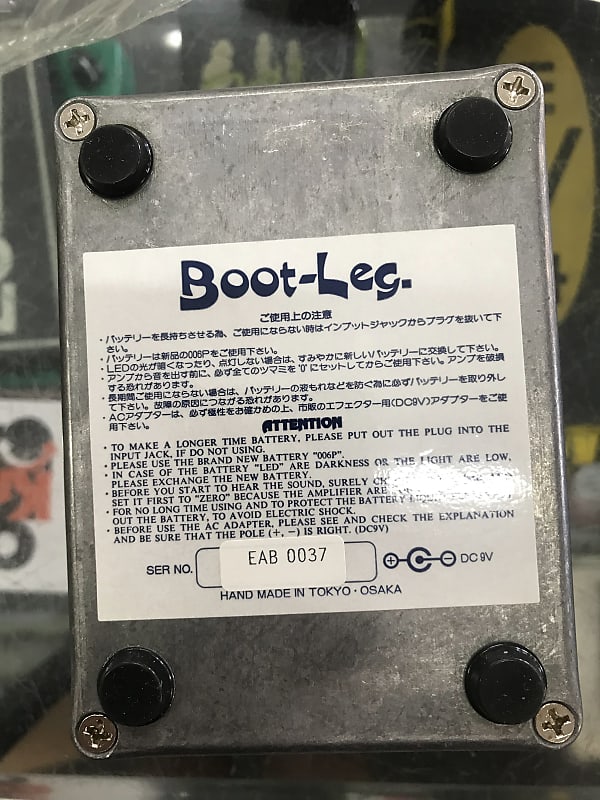 Boot-Leg.
ご使用上の注意
・バッテリーを長持ちさせる為、ご使用にならない時はインプットジャックからプラグを抜いて下
さい。
・バッテリーは新品の006Pをご使用下さい。
・LEDの光が暗くなったり、点灯しない場合は、すみやかに新しいバッテリーに交換して下さい。
・アンプから音を出す前に、必ず全てのツマミを'0'にセットしてからご使用下さい。アンプを破損
する恐れがあります。
・長期間ご使用にならない場合は、バッテリーの液もれなどを防ぐ為に必ずバッテリーを取り外し
て下さい。故障の原因につながる恐れがあります。
・ACアダプターは、必ず極性をお確かめの上、市販のエフェクター用(DC9V)アダプターをご使
用下さい。
ATTENTION
・TO MAKE A LONGER TIME BATTERY, PLEASE PUT OUT THE PLUG INTO THE
INPUT JACK, IF DO NOT USING.
・PLEASE USE THE BRAND NEW BATTERY "006P".
・IN CASE OF THE BATTERY "LED" ARE DARKNESS OR THE LIGHT ARE LOW,
PLEASE EXCHANGE THE NEW BATTERY.
・BEFORE YOU START TO HEAR THE SOUND, SURELY
SET IT FIRST TO "ZERO" BECAUSE THE AMPLIFIER ARE
・FOR NO LONG TIME USING AND TO PROTECT THE BATTERY
OUT THE BATTERY, TO AVOID ELECTRIC SHOCK.
・BEFORE USE THE AC ADAPTER, PLEASE SEE AND CHECK THE EXPLANATION
AND BE SURE THAT THE POLE (+, −) IS RIGHT. (DC9V)
SER NO. EAB 0037 + − DC 9V
HAND MADE IN TOKYO・OSAKA